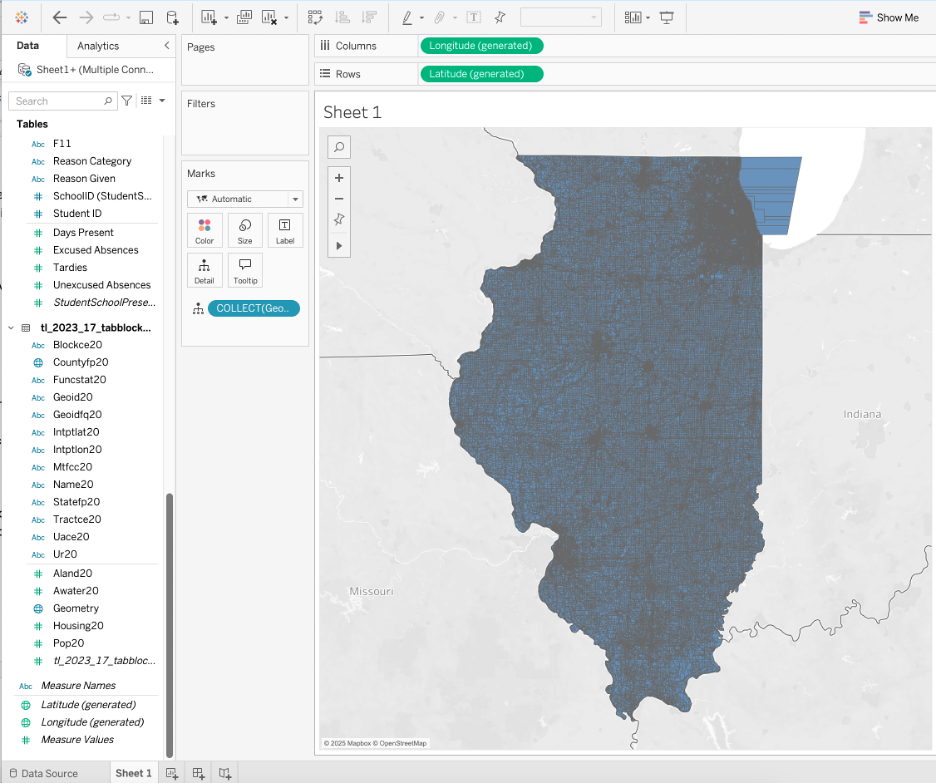 Show Me
Data
Analytics
Pages
Columns
Longitude (generated)
Sheet1+ (Multiple Conn...
Rows
Latitude (generated)
Search
Filters
Sheet 1
Tables
Abc F11
Abc Reason Category
Abc Reason Given
# SchoolID (StudentS...
# Student ID
# Days Present
# Excused Absences
# Tardies
# Unexcused Absences
# StudentSchoolPrese...
tl_2023_17_tabblock...
Abc Blockce20
Countyfp20
Abc Funcstat20
Abc Geoid20
Abc Geoidfq20
Abc Intptlat20
Abc Intptlon20
Abc Mtfcc20
Abc Name20
Abc Statefp20
Abc Tractce20
Abc Uace20
Abc Ur20
# Aland20
# Awater20
Geometry
# Housing20
# Pop20
# tl_2023_17_tabbloc...
Abc Measure Names
Latitude (generated)
Longitude (generated)
# Measure Values
Marks
Automatic
Color
Size
Label
Detail
Tooltip
COLLECT(Geo..
Indiana
Missouri
© 2025 Mapbox © OpenStreetMap
Data Source
Sheet 1